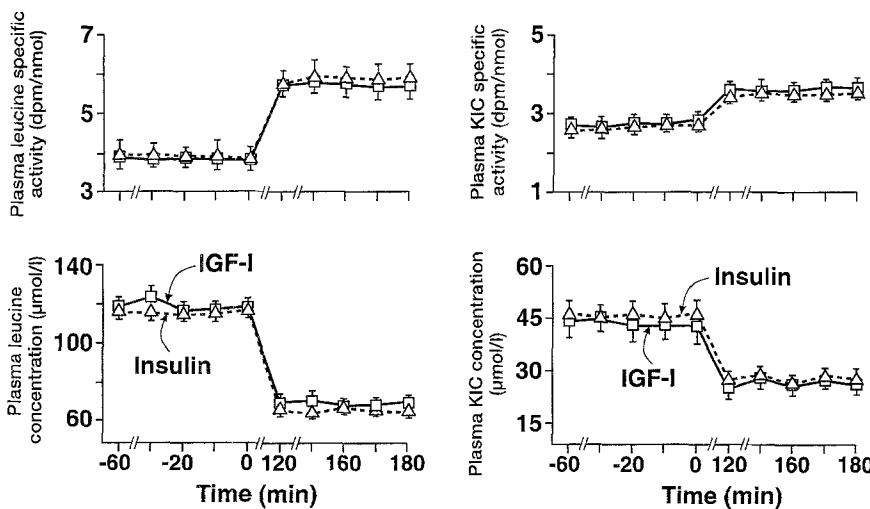 Plasma leucine specific
activity (dpm/nmol)
7
5
3
Plasma KIC specific
activity (dpm/nmol)
5
3
1
Plasma leucine
concentration (µmol/l)
140
100
60
IGF-I
Insulin
-60 -20 0 120 160 180
Time (min)
Plasma KIC concentration
(µmol/l)
60
45
30
15
Insulin
IGF-I
-60 -20 0 120 160 180
Time (min)